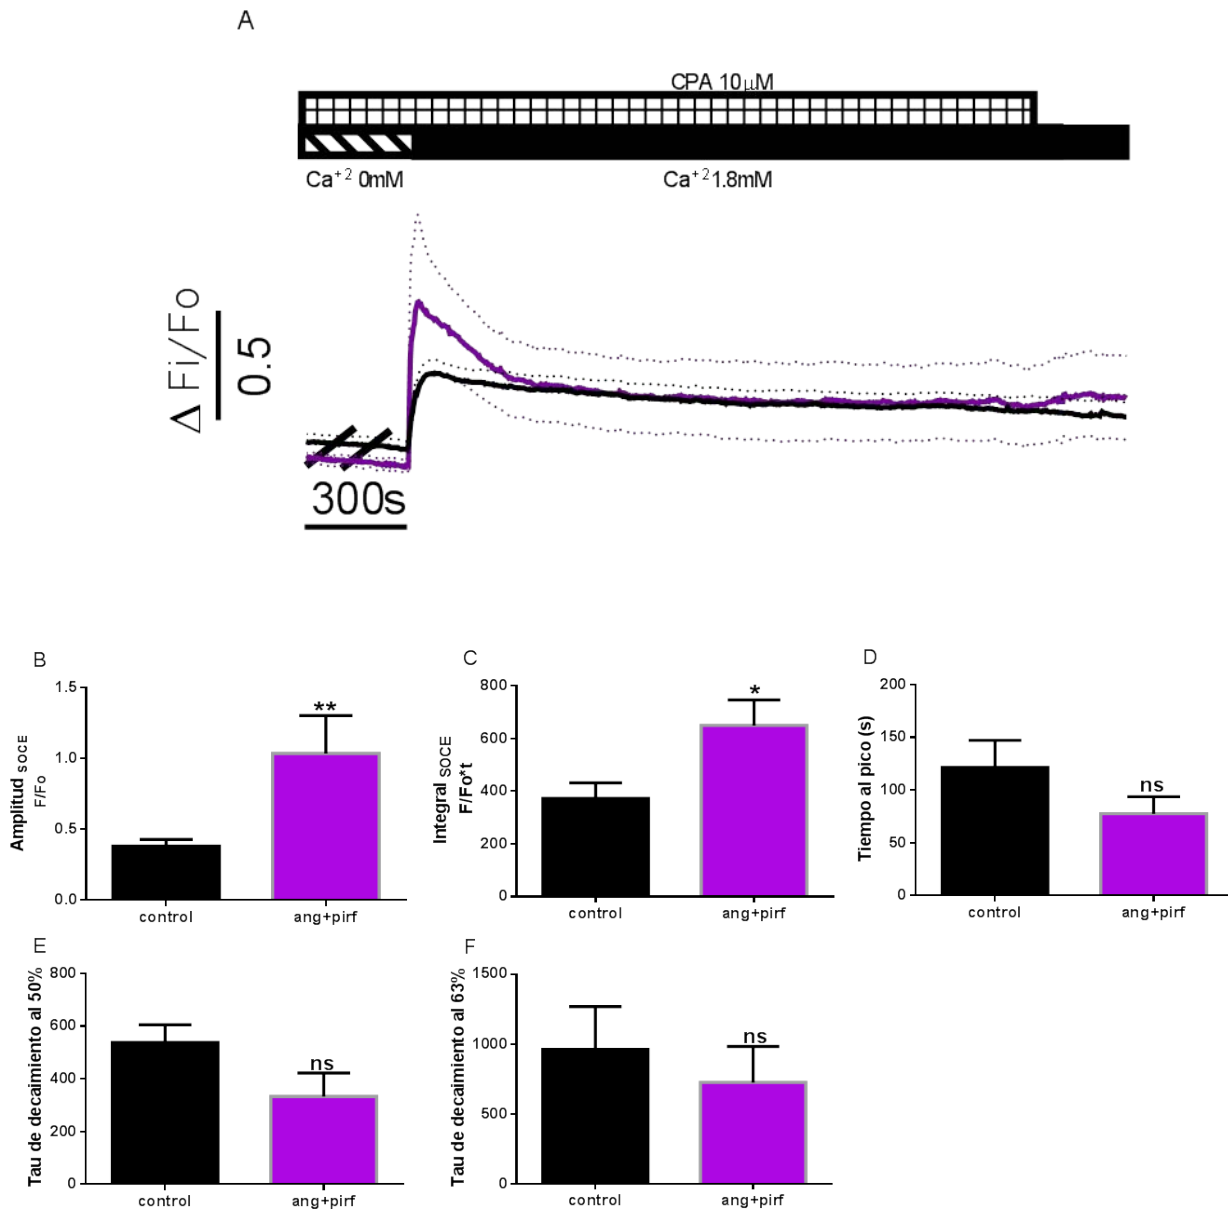 A
CPA 10µM
Ca+2 0mM
Ca+2 1.8mM
Δ Fi/Fo
0.5
300s
B
Amplitud SOCE
F/Fo
1.5
1.0
0.5
0.0
**
control
ang+pirf
C
Integral SOCE
F/Fo*t
800
600
400
200
0
*
control
ang+pirf
D
Tiempo al pico (s)
200
150
100
50
0
ns
control
ang+pirf
E
Tau de decaimiento al 50%
800
600
400
200
0
ns
control
ang+pirf
F
Tau de decaimiento al 63%
1500
1000
500
0
ns
control
ang+pirf